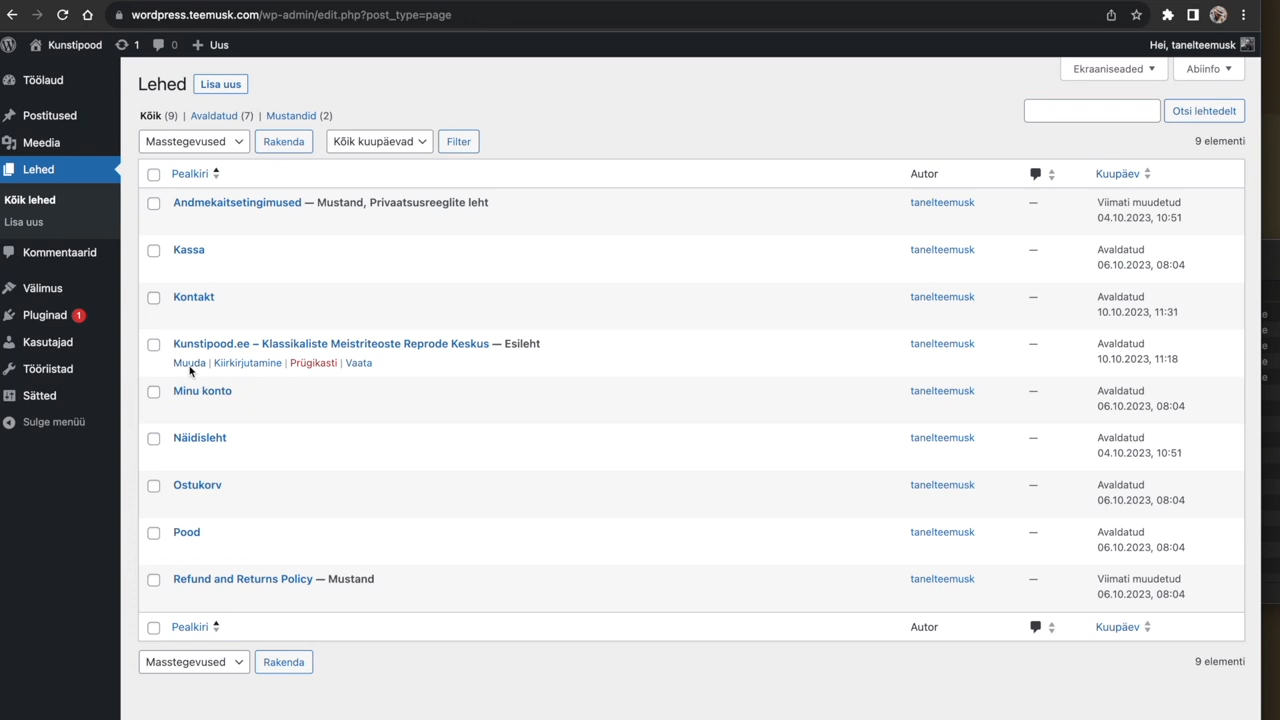 wordpress.teemusk.com/wp-admin/edit.php?post_type=page
Kunstipood 1 0 Uus Hei, tanelteemusk
Ekraaniseaded Abiinfo
Töölaud
Postitused
Meedia
Lehed
Kõik lehed
Lisa uus
Kommentaarid
Välimus
Pluginad 1
Kasutajad
Tööriistad
Sätted
Sulge menüü
Lehed Lisa uus
Kõik (9) | Avaldatud (7) | Mustandid (2)
Otsi lehtedelt
Masstegevused Rakenda Kõik kuupäevad Filter 9 elementi
Pealkiri Autor Kuupäev
Andmekaitsetingimused — Mustand, Privaatsusreeglite leht tanelteemusk — Viimati muudetud
04.10.2023, 10:51
Kassa tanelteemusk — Avaldatud
06.10.2023, 08:04
Kontakt tanelteemusk — Avaldatud
10.10.2023, 11:31
Kunstipood.ee – Klassikaliste Meistriteoste Reprode Keskus — Esileht tanelteemusk — Avaldatud
Muuda | Kiirkirjutamine | Prügikasti | Vaata 10.10.2023, 11:18
Minu konto tanelteemusk — Avaldatud
06.10.2023, 08:04
Näidisleht tanelteemusk — Avaldatud
04.10.2023, 10:51
Ostukorv tanelteemusk — Avaldatud
06.10.2023, 08:04
Pood tanelteemusk — Avaldatud
06.10.2023, 08:04
Refund and Returns Policy — Mustand tanelteemusk — Viimati muudetud
06.10.2023, 08:04
Pealkiri Autor Kuupäev
Masstegevused Rakenda 9 elementi